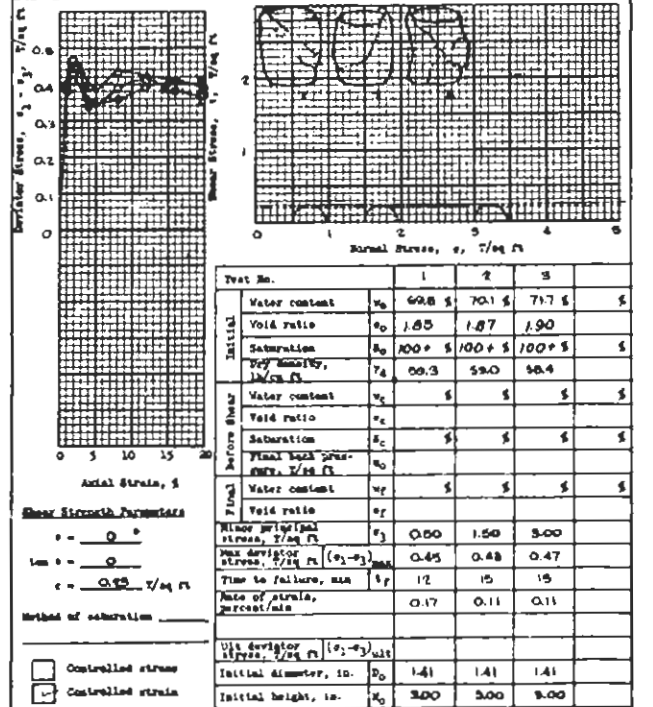 Deviator Stress, σ₁ - σ₃, T/sq ft
0.4
0.3
0.2
0.1
0
0 5 10 15 20
Axial Strain, %
Shear Stress, τ, T/sq ft
2
1
0 1 2 3 4 5
Normal Stress, σ, T/sq ft
Test No. 1 2 3
Initial
Water content w₀ 69.8 % 70.1 % 71.7 % %
Void ratio e₀ 1.85 1.87 1.90
Saturation S₀ 100+ % 100+ % 100+ % %
Dry density, lb/cu ft γd 59.0 58.4
Before Shear
Water content wc % % % %
Void ratio ec
Saturation Sc % % % %
Final back pressure, T/sq ft u₀
Final
Water content wf % % % %
Void ratio ef
Minor principal stress, T/sq ft σ₃ 0.50 1.50 3.00
Max deviator stress, T/sq ft (σ₁-σ₃)max 0.45 0.47
Time to failure, min tf 12 15 15
Rate of strain, percent/min 0.17 0.11 0.11
Ult deviator stress, T/sq ft (σ₁-σ₃)ult
Initial diameter, in. D₀ 1.41 1.41 1.41
Initial height, in. H₀ 3.00 3.00 3.00
Shear Strength Parameters
φ = 0 °
tan φ = 0
c = T/sq ft
Method of saturation
Controlled stress
Controlled strain